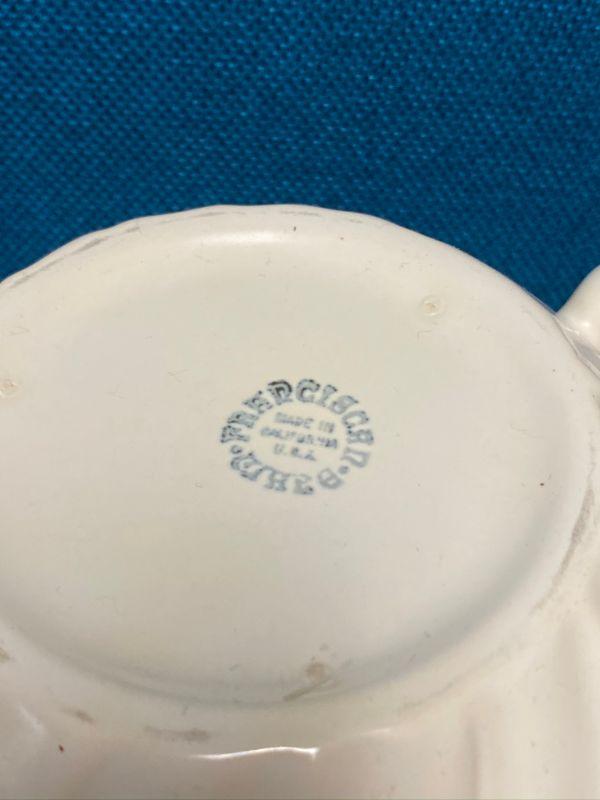 FRANCISCAN · WARE ·
MADE IN
CALIFORNIA
U.S.A.